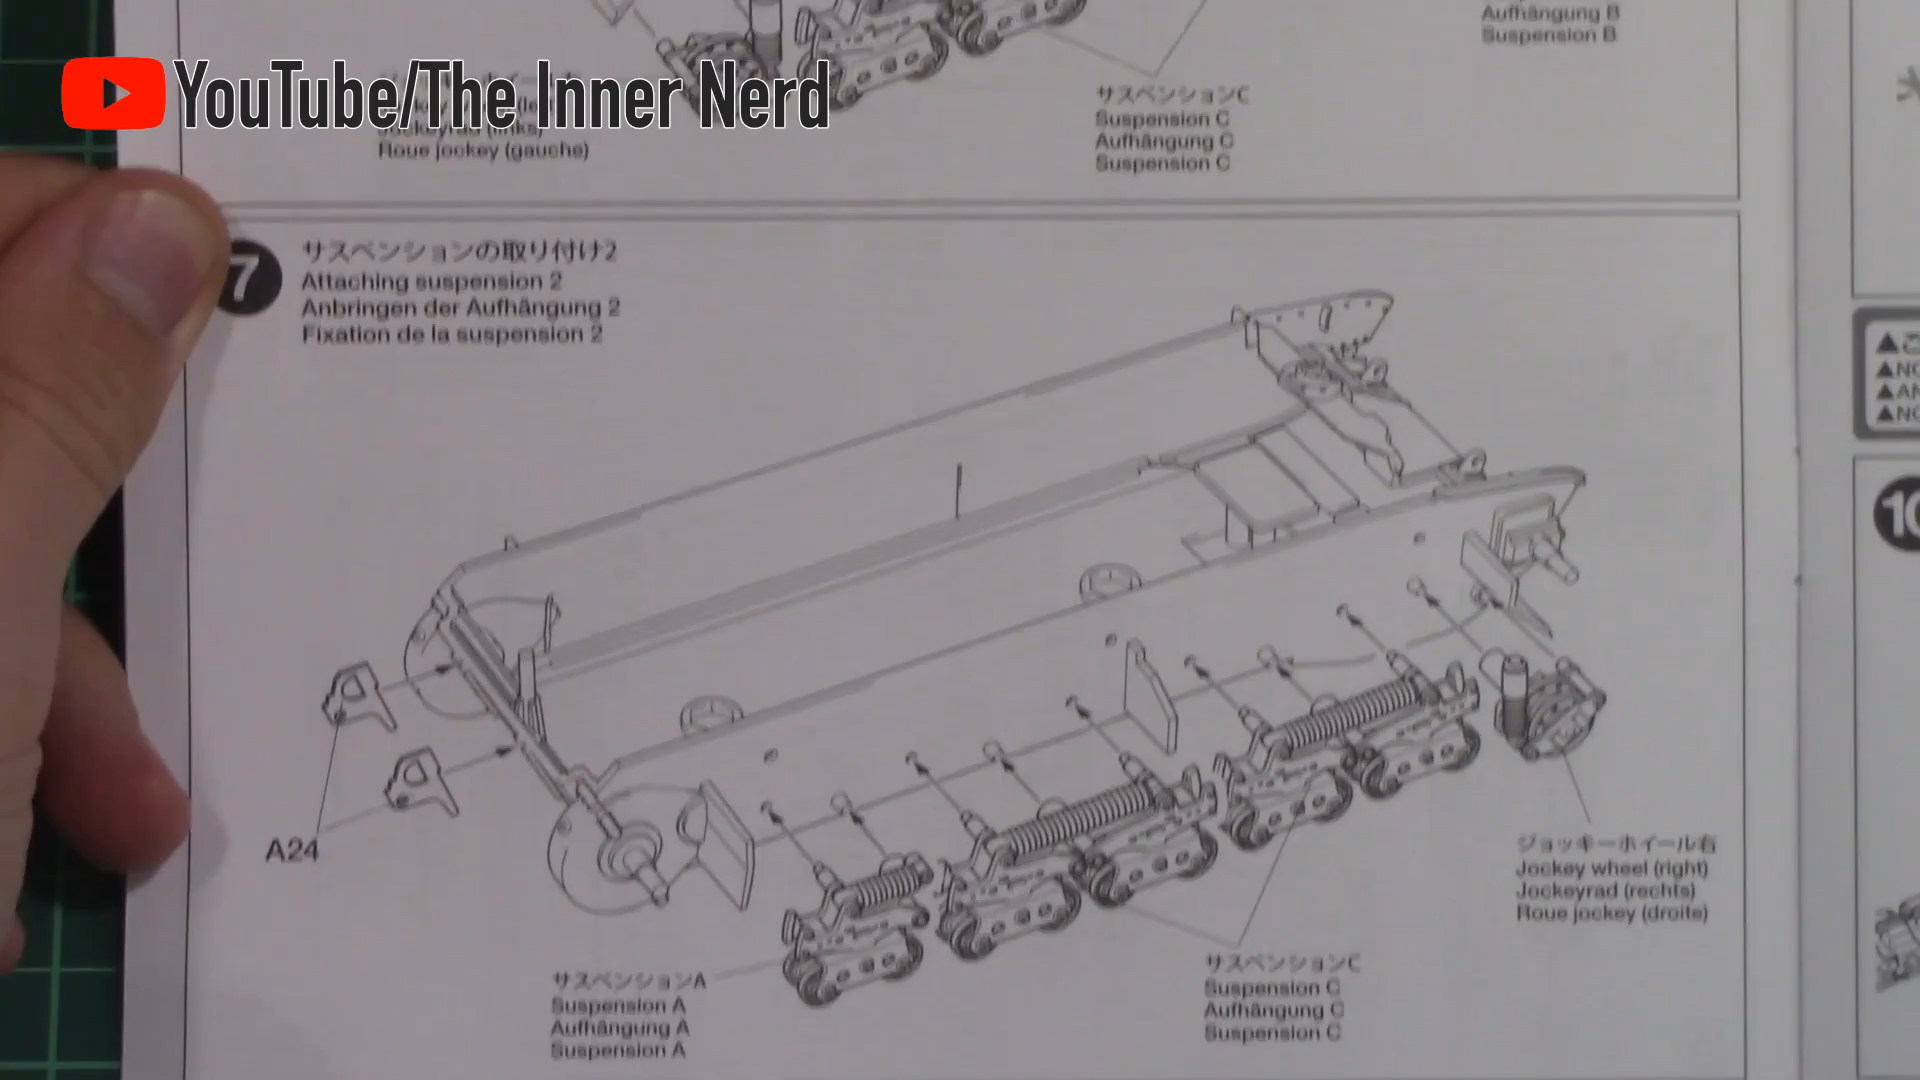 YouTube/The Inner Nerd
Roue jockey (gauche)
Aufhängung B
Suspension B
サスペンションC
Suspension C
Aufhängung C
Suspension C
7
サスペンションの取り付け2
Attaching suspension 2
Anbringen der Aufhängung 2
Fixation de la suspension 2
A24
サスペンションA
Suspension A
Aufhängung A
Suspension A
サスペンションC
Suspension C
Aufhängung C
Suspension C
ジョッキーホイール右
Jockey wheel (right)
Jockeyrad (rechts)
Roue jockey (droite)
10